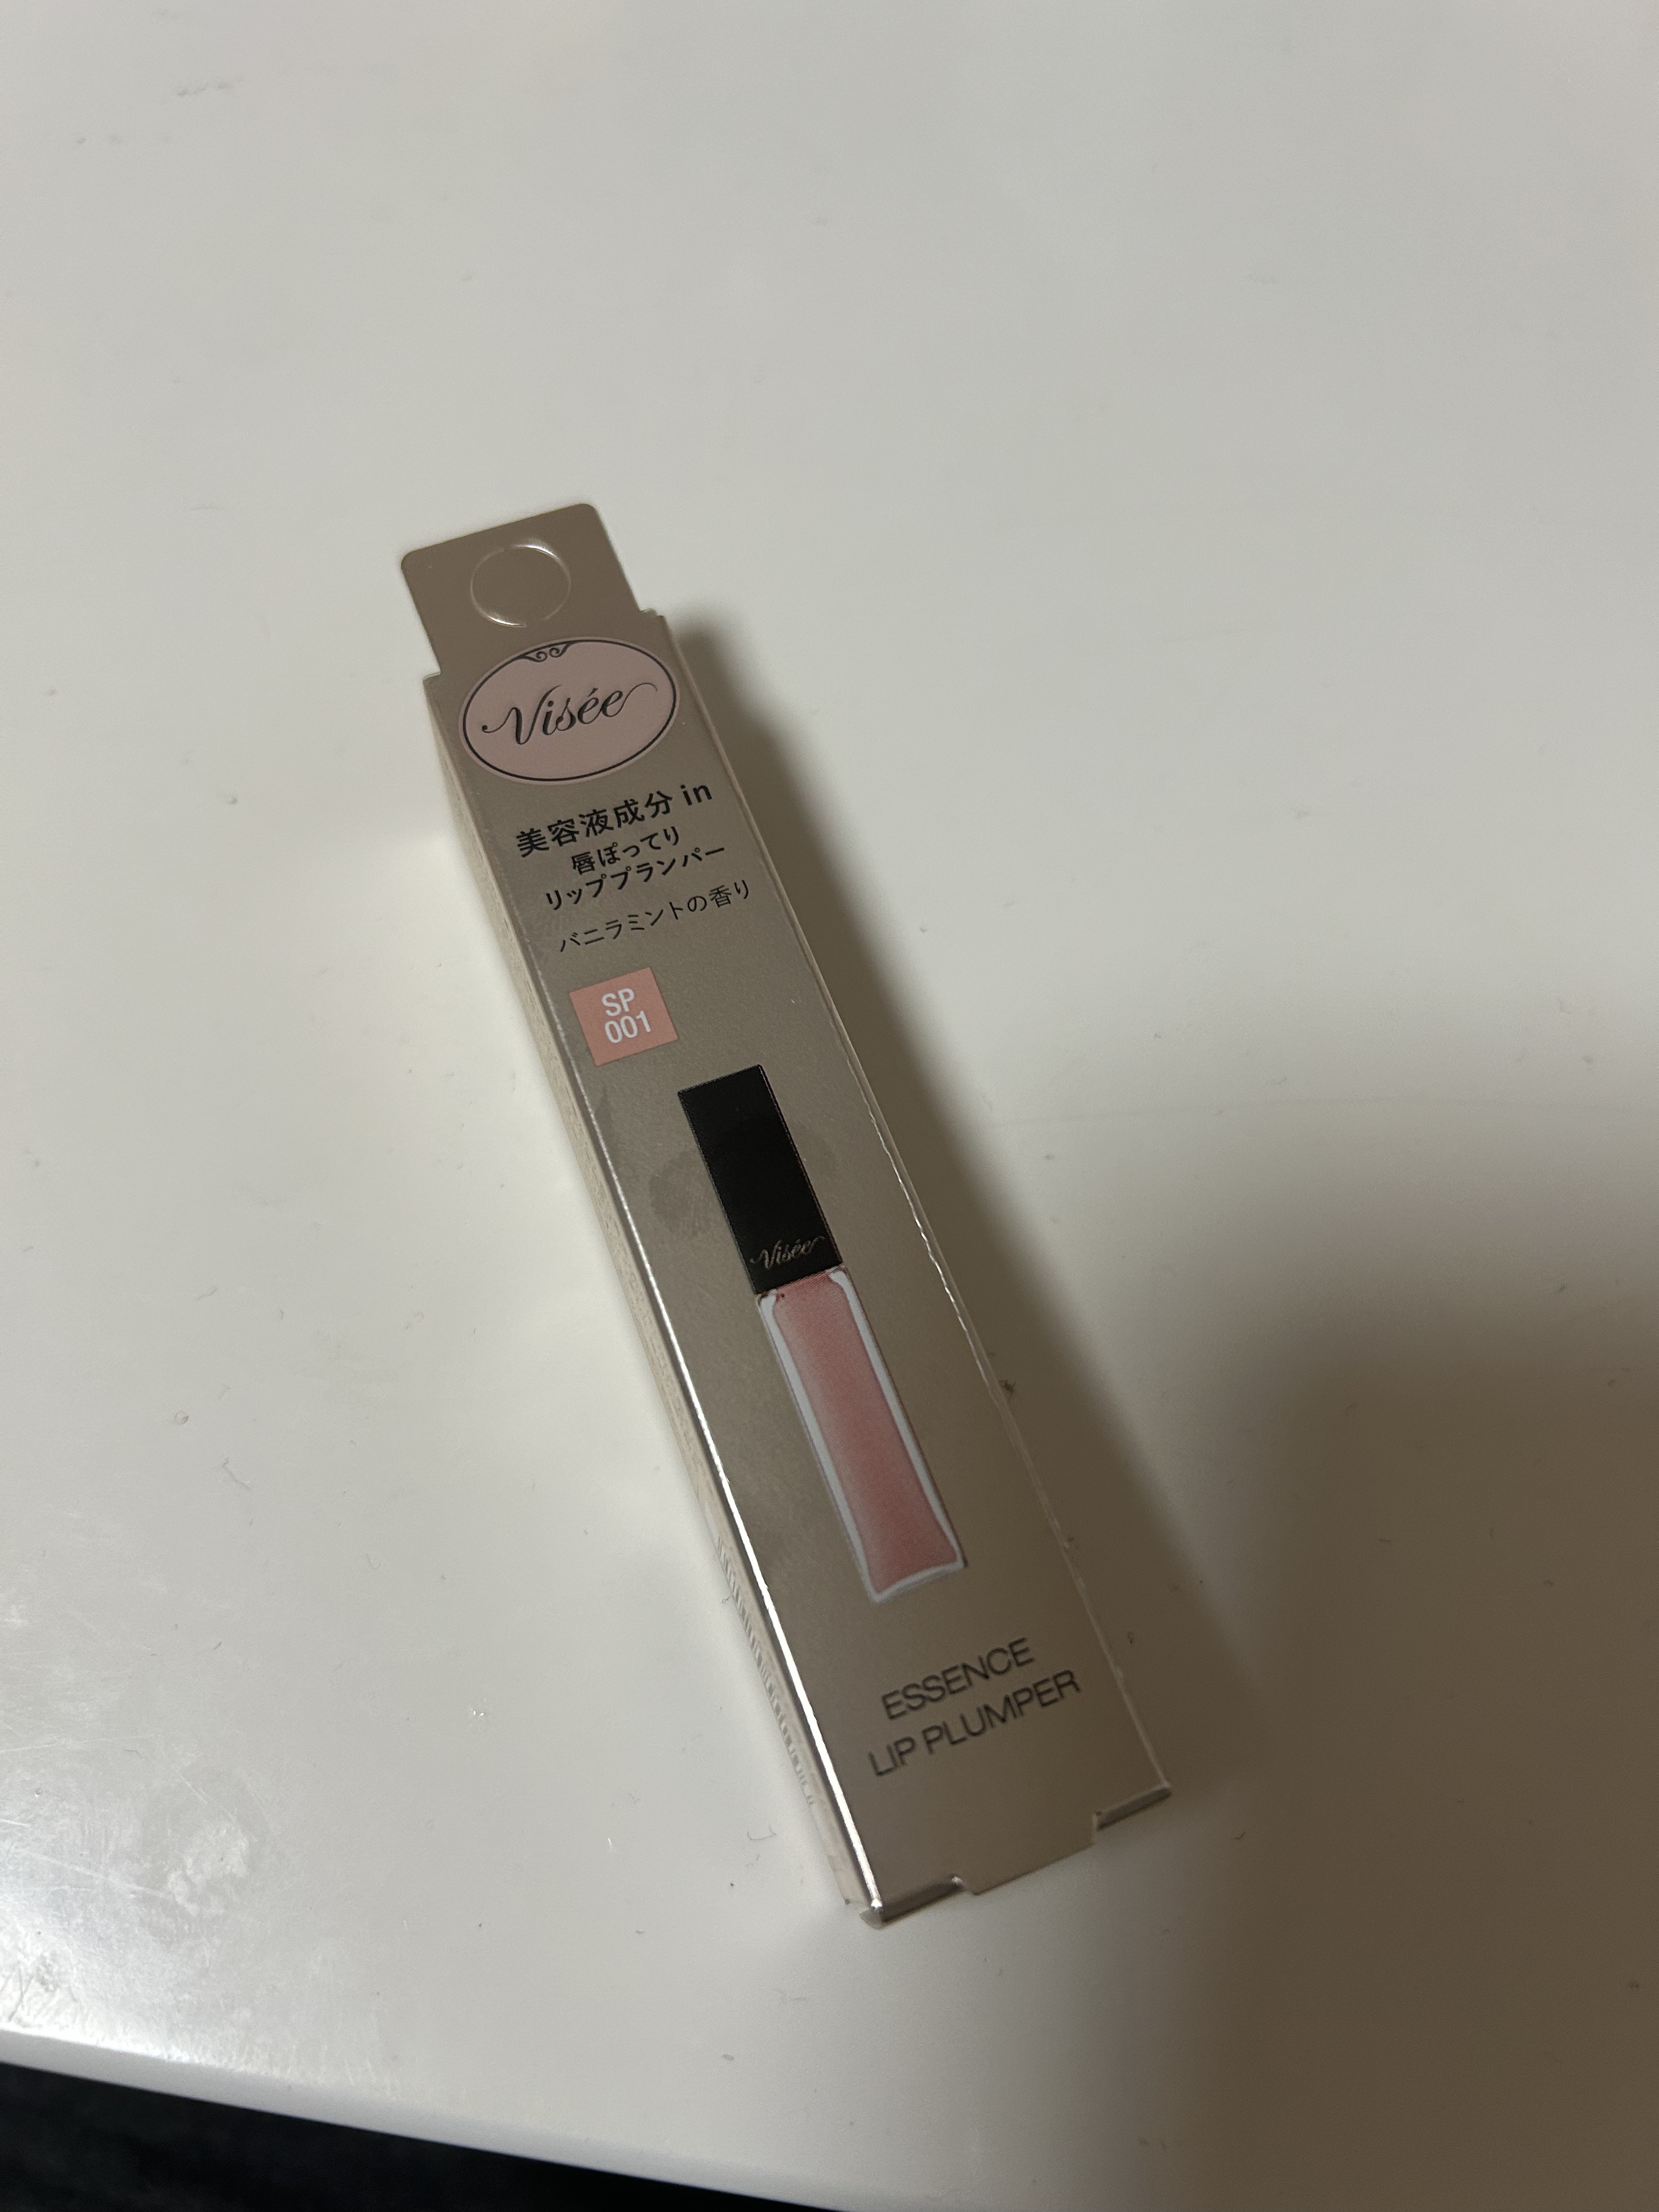 Visée
美容液成分 in
唇ぽってり
リッププランパー
バニラミントの香り
SP
001
Visée
ESSENCE
LIP PLUMPER